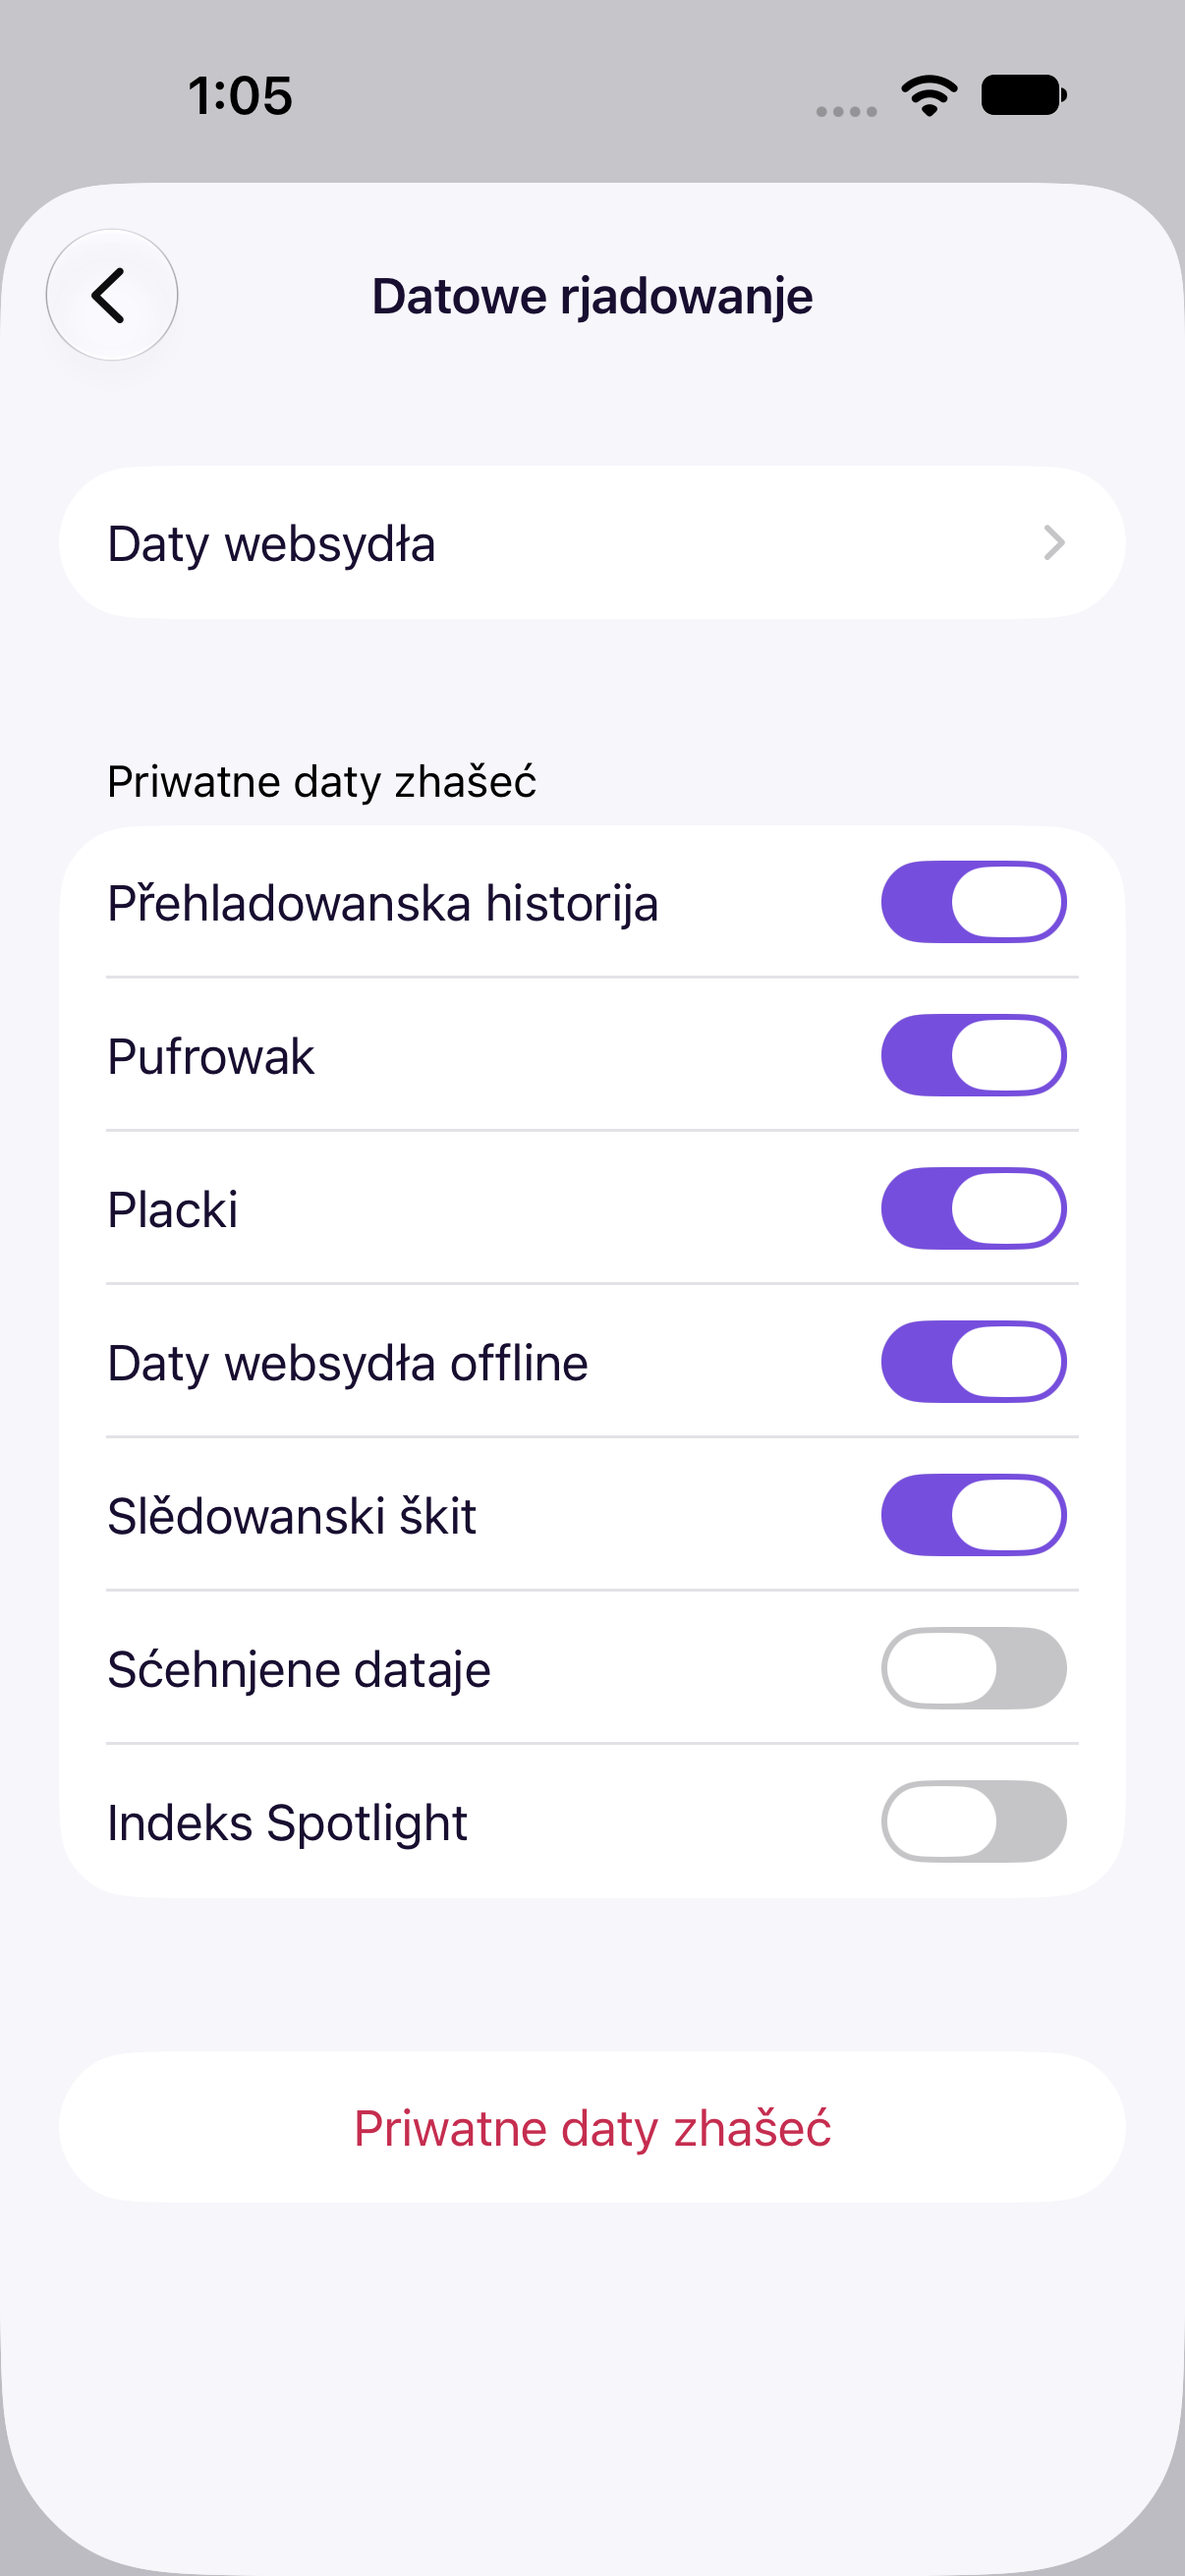 1:05
Datowe rjadowanje
Daty websydła
Priwatne daty zhašeć
Přehladowanska historija
Pufrowak
Placki
Daty websydła offline
Slědowanski škit
Sćehnjene dataje
Indeks Spotlight
Priwatne daty zhašeć